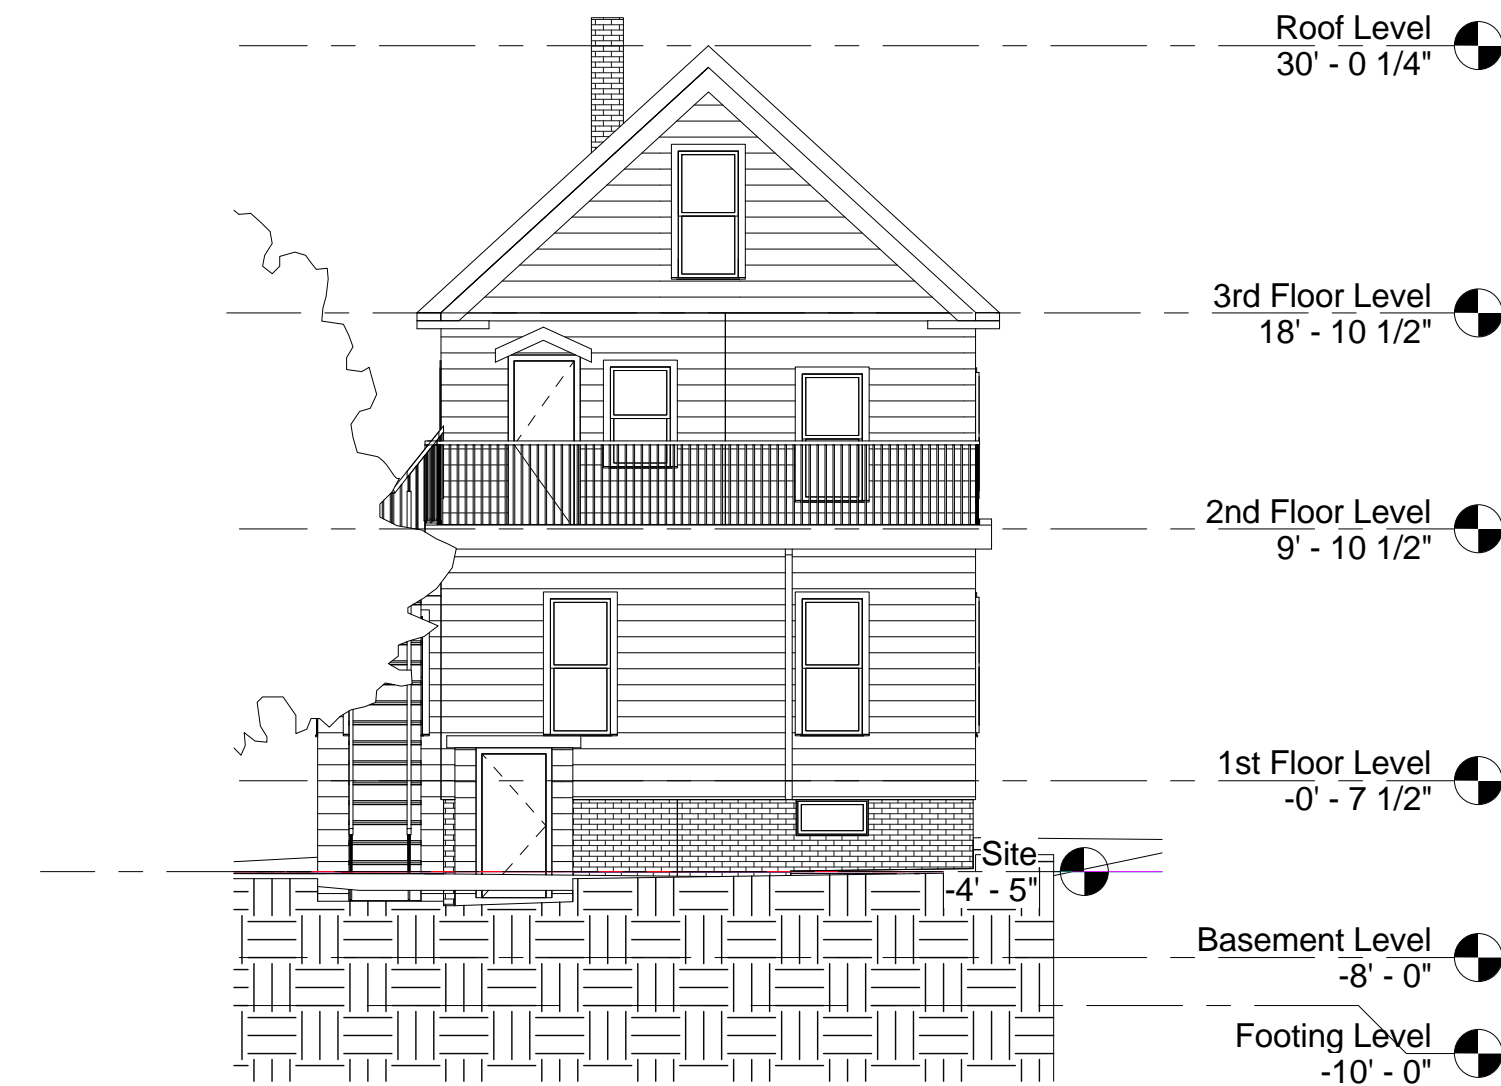 Roof Level
30' - 0 1/4"
3rd Floor Level
18' - 10 1/2"
2nd Floor Level
9' - 10 1/2"
1st Floor Level
-0' - 7 1/2"
Site
-4' - 5"
Basement Level
-8' - 0"
Footing Level
-10' - 0"